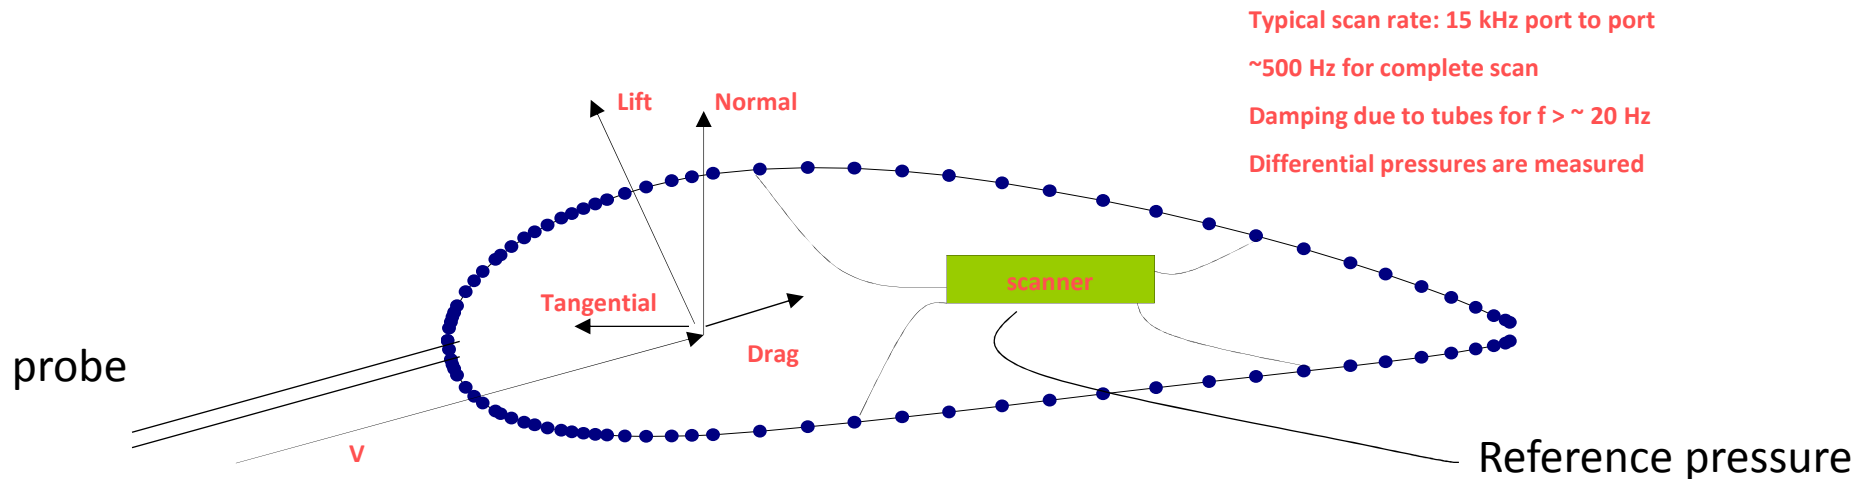 Typical scan rate: 15 kHz port to port
~500 Hz for complete scan
Damping due to tubes for f > ~ 20 Hz
Differential pressures are measured
Lift
Normal
scanner
Tangential
Drag
probe
V
Reference pressure